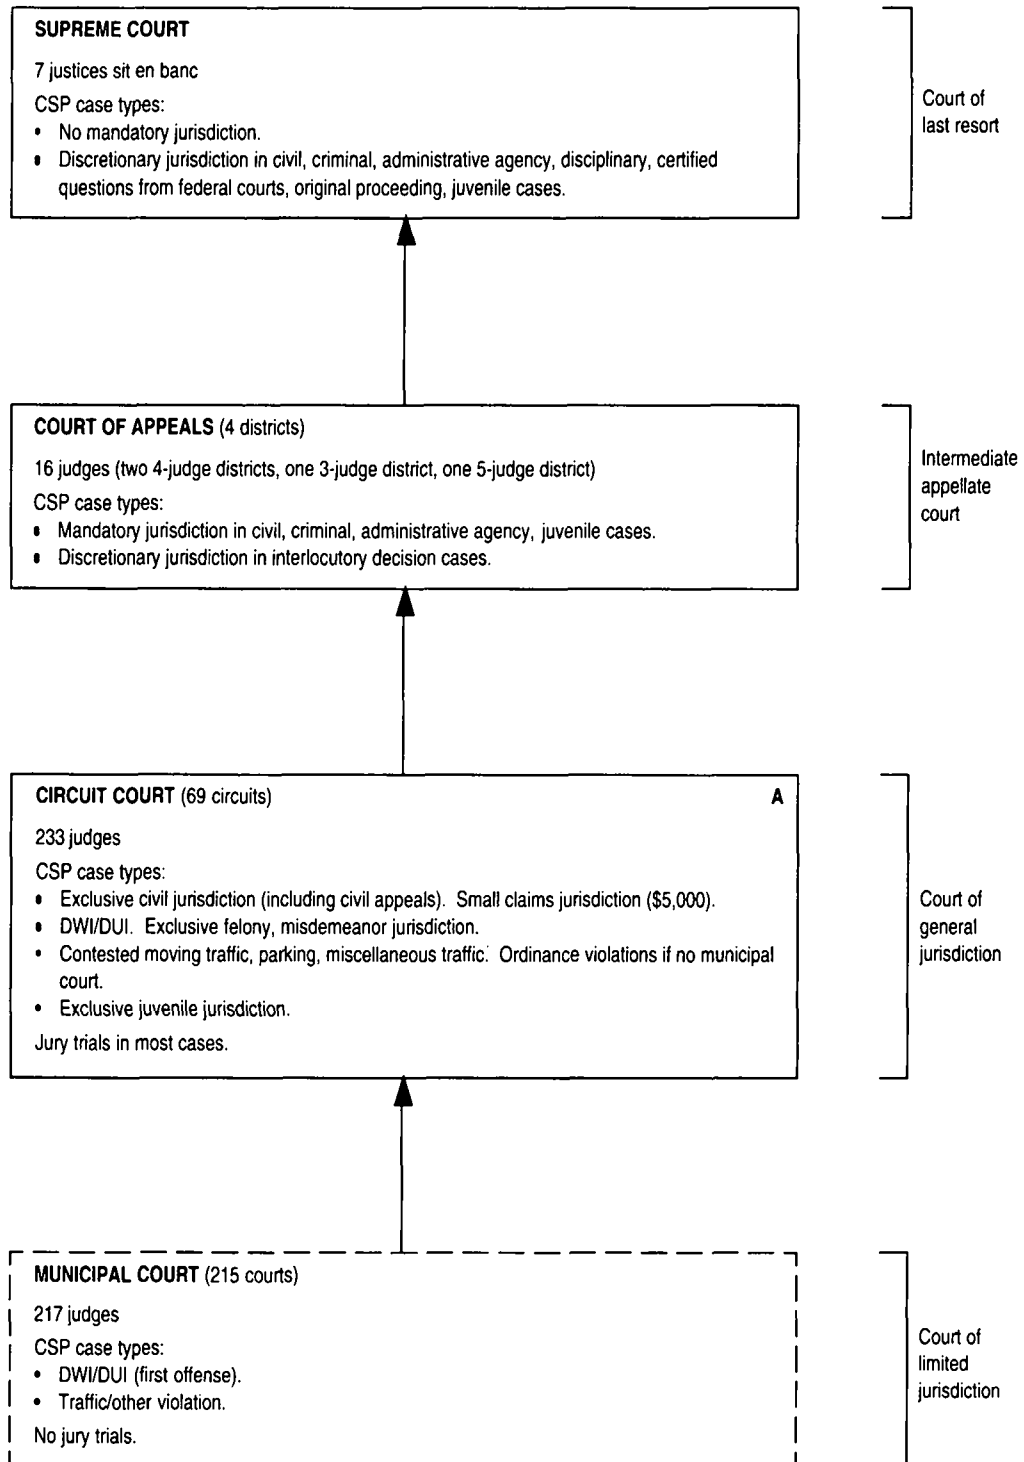 SUPREME COURT
7 justices sit en banc
CSP case types:
• No mandatory jurisdiction.
• Discretionary jurisdiction in civil, criminal, administrative agency, disciplinary, certified
questions from federal courts, original proceeding, juvenile cases.
Court of
last resort
COURT OF APPEALS (4 districts)
16 judges (two 4-judge districts, one 3-judge district, one 5-judge district)
CSP case types:
• Mandatory jurisdiction in civil, criminal, administrative agency, juvenile cases.
• Discretionary jurisdiction in interlocutory decision cases.
Intermediate
appellate
court
CIRCUIT COURT (69 circuits) A
233 judges
CSP case types:
• Exclusive civil jurisdiction (including civil appeals). Small claims jurisdiction ($5,000).
• DWI/DUI. Exclusive felony, misdemeanor jurisdiction.
• Contested moving traffic, parking, miscellaneous traffic. Ordinance violations if no municipal
court.
• Exclusive juvenile jurisdiction.
Jury trials in most cases.
Court of
general
jurisdiction
MUNICIPAL COURT (215 courts)
217 judges
CSP case types:
• DWI/DUI (first offense).
• Traffic/other violation.
No jury trials.
Court of
limited
jurisdiction